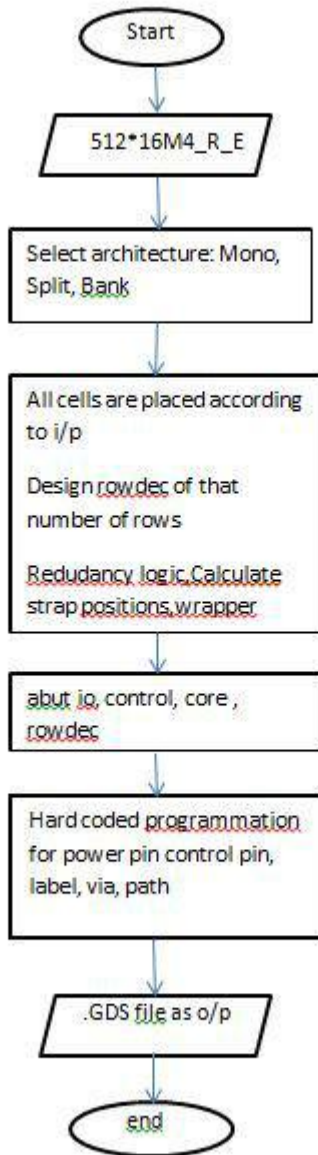 Start
512*16M4_R_E
Select architecture: Mono,
Split, Bank
All cells are placed according
to i/p
Design rowdec of that
number of rows
Redudancy logic,Calculate
strap positions,wrapper
abut io, control, core ,
rowdec
Hard coded programmation
for power pin control pin,
label, via, path
.GDS file as o/p
end